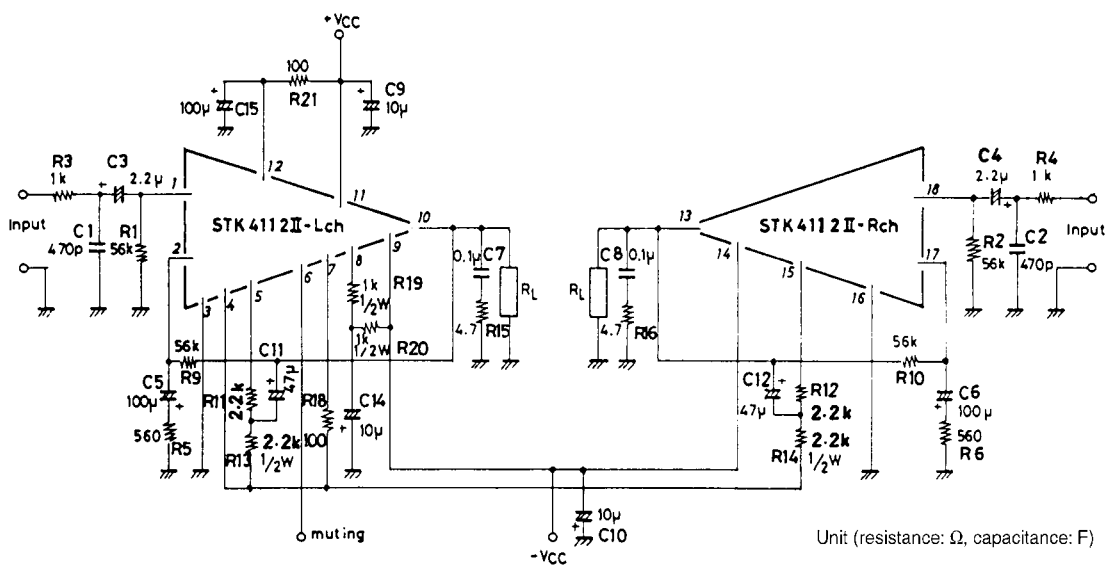 +VCC
100
R21
100µ
C15
+
+
C9
10µ
R3
1k
C3
+
2.2µ
1
12
11
Input
C1
470p
R1
56k
2
STK4112Ⅱ-Lch
10
9
8
7
6
5
4
3
0.1µ
C7
RL
4.7
R15
1k
1/2W
R19
1k
1/2W
R20
56k
R9
C5
100µ
+
560
R5
R11
2.2k
C11
+
47µ
R13
2.2k
1/2W
R18
100
C14
+
10µ
muting
13
STK4112Ⅱ-Rch
18
17
14
15
16
C4
2.2µ
+
R4
1k
Input
R2
56k
C2
470p
RL
C8
0.1µ
4.7
R16
56k
R10
C12
+
47µ
R12
2.2k
2.2k
R14
1/2W
C6
+
100µ
560
R6
10µ
+
C10
-VCC
Unit (resistance: Ω, capacitance: F)